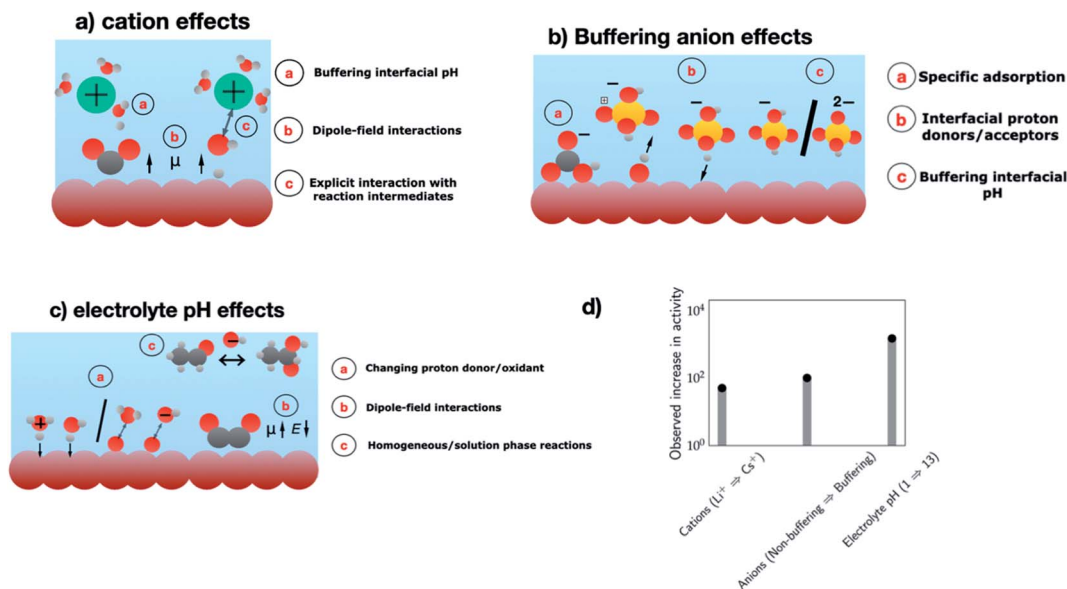 a) cation effects
+
a
b
μ
+
c
a Buffering interfacial pH
b Dipole-field interactions
c Explicit interaction with
reaction intermediates
b) Buffering anion effects
a
−
+
−
b
−
c
−
2−
a Specific adsorption
b Interfacial proton
donors/acceptors
c Buffering interfacial
pH
c) electrolyte pH effects
c
−
a
+
−
b
μ E
a Changing proton donor/oxidant
b Dipole-field interactions
c Homogeneous/solution phase reactions
d)
Observed increase in activity
10⁴
10²
10⁰
Cations (Li⁺ ⇒ Cs⁺)
Anions (Non-buffering ⇒ Buffering)
Electrolyte pH (1 ⇒ 13)